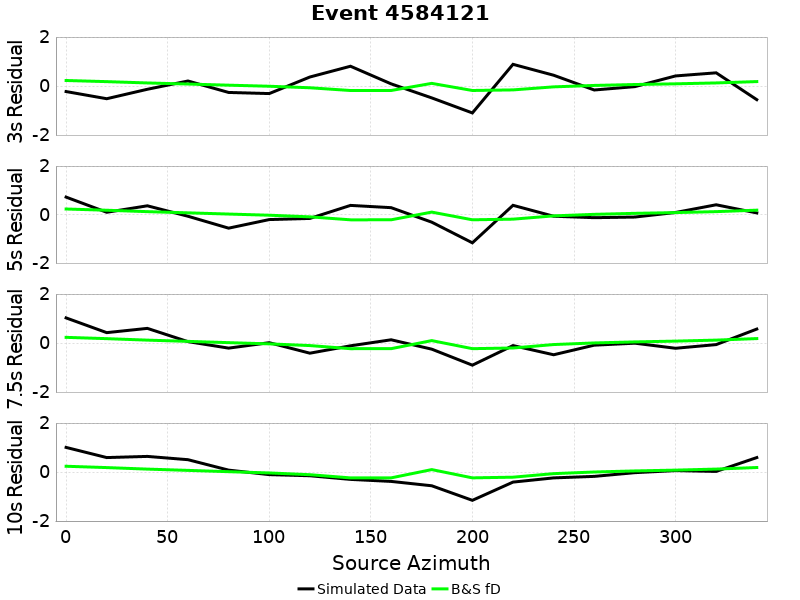 Event 4584121
3s Residual
2
0
-2
5s Residual
2
0
-2
7.5s Residual
2
0
-2
10s Residual
2
0
-2
0 50 100 150 200 250 300
Source Azimuth
Simulated Data B&S fD